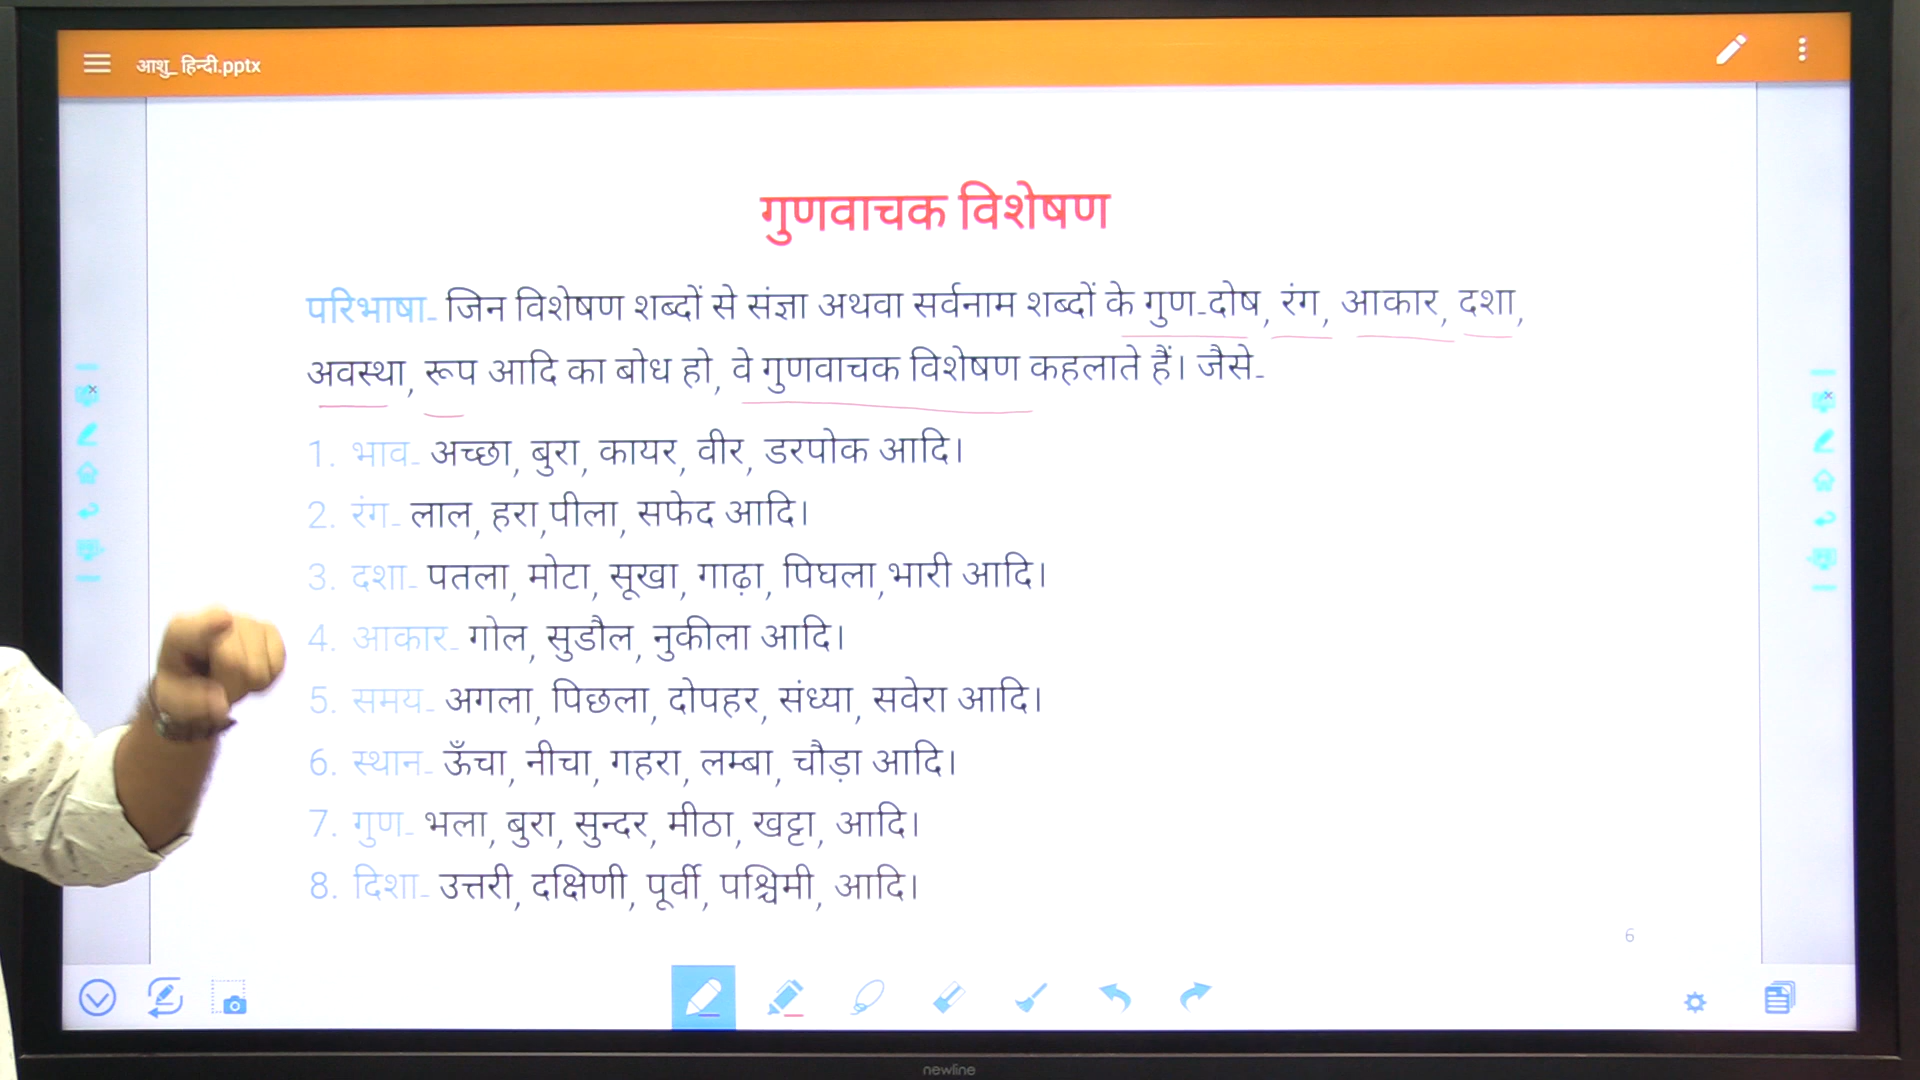 आशु_ हिन्दी.pptx
गुणवाचक विशेषण
परिभाषा- जिन विशेषण शब्दों से संज्ञा अथवा सर्वनाम शब्दों के गुण-दोष, रंग, आकार, दशा,
अवस्था, रूप आदि का बोध हो, वे गुणवाचक विशेषण कहलाते हैं। जैसे-
1. भाव- अच्छा, बुरा, कायर, वीर, डरपोक आदि।
2. रंग- लाल, हरा,पीला, सफेद आदि।
3. दशा- पतला, मोटा, सूखा, गाढ़ा, पिघला,भारी आदि।
4. आकार- गोल, सुडौल, नुकीला आदि।
5. समय- अगला, पिछला, दोपहर, संध्या, सवेरा आदि।
6. स्थान- ऊँचा, नीचा, गहरा, लम्बा, चौड़ा आदि।
7. गुण- भला, बुरा, सुन्दर, मीठा, खट्टा, आदि।
8. दिशा- उत्तरी, दक्षिणी, पूर्वी, पश्चिमी, आदि।
6
newline